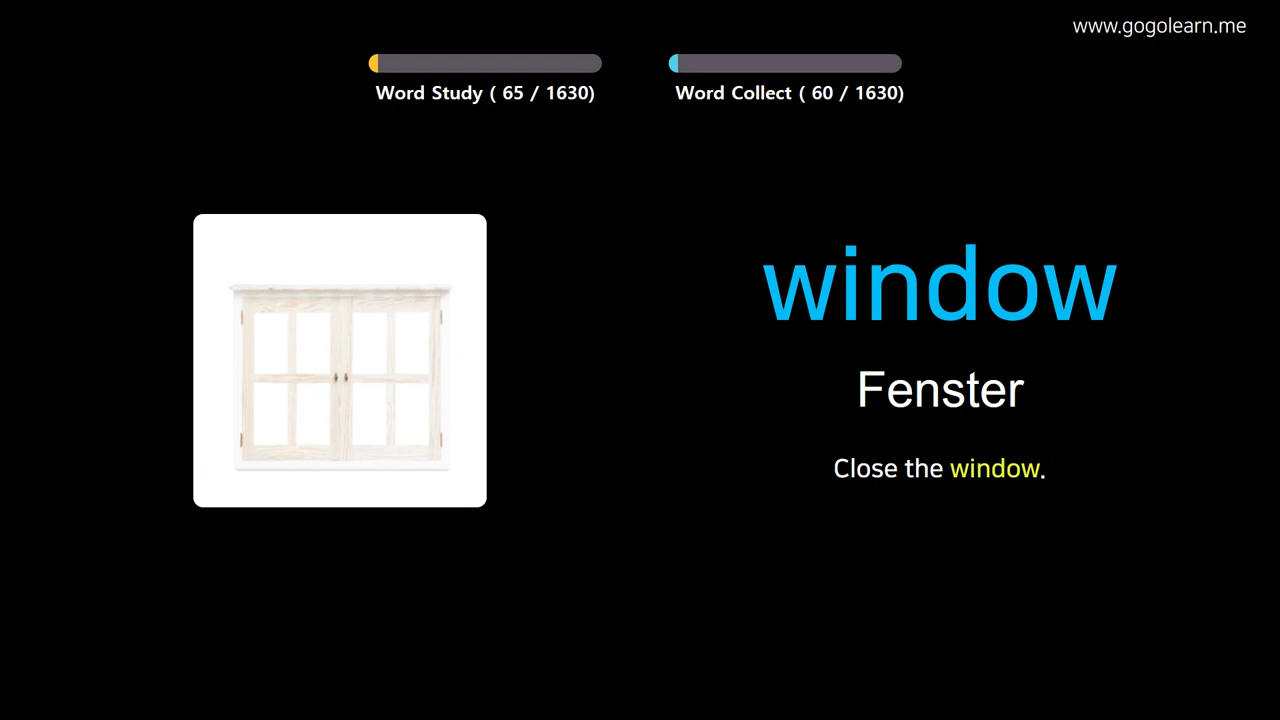 www.gogolearn.me
Word Study ( 65 / 1630)
Word Collect ( 60 / 1630)
window
Fenster
Close the window.